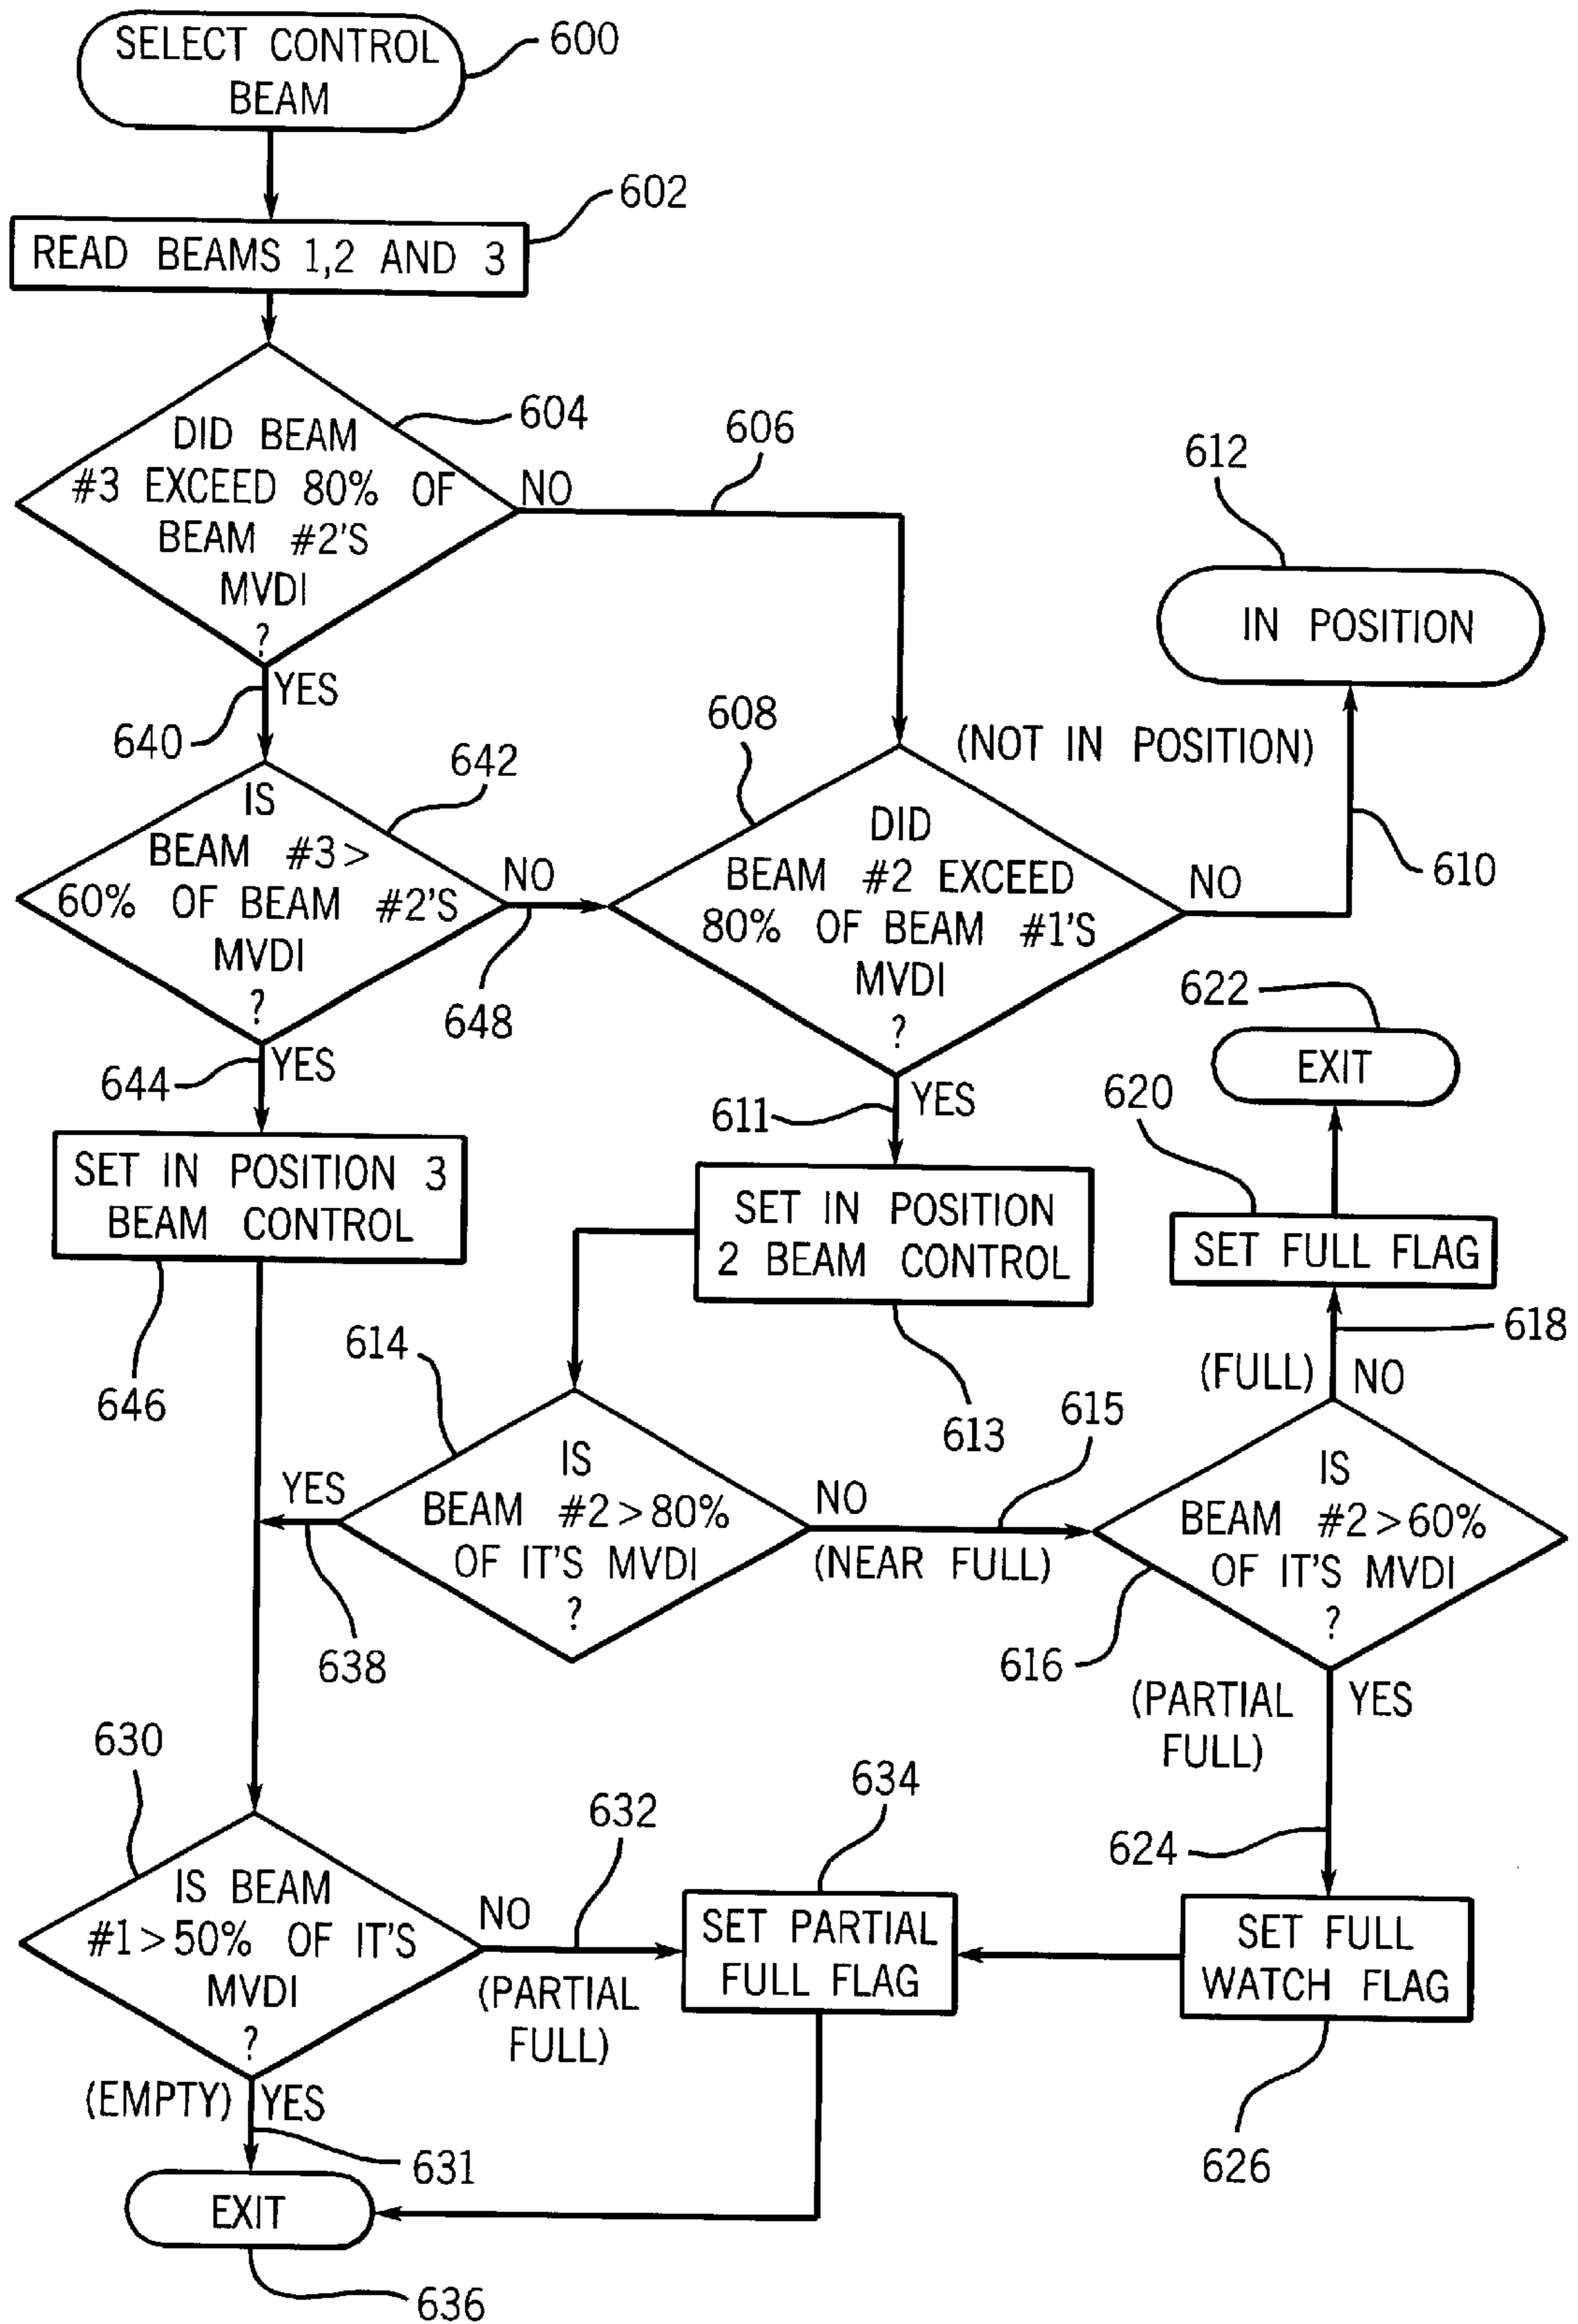 SELECT CONTROL
BEAM
600
602
READ BEAMS 1,2 AND 3
604
DID BEAM
#3 EXCEED 80% OF
BEAM #2'S
MVDI
?
NO
606
612
IN POSITION
YES
640
642
IS
BEAM #3>
60% OF BEAM #2'S
MVDI
?
NO
648
608
(NOT IN POSITION)
DID
BEAM #2 EXCEED
80% OF BEAM #1'S
MVDI
?
NO
610
622
EXIT
644
YES
611
YES
620
SET IN POSITION 3
BEAM CONTROL
646
SET IN POSITION
2 BEAM CONTROL
613
SET FULL FLAG
618
(FULL)
NO
614
YES
IS
BEAM #2>80%
OF IT'S MVDI
?
638
NO
(NEAR FULL)
615
IS
BEAM #2>60%
OF IT'S MVDI
?
616
(PARTIAL
FULL)
YES
624
630
IS BEAM
#1>50% OF IT'S
MVDI
?
NO
632
(PARTIAL
FULL)
634
SET PARTIAL
FULL FLAG
SET FULL
WATCH FLAG
626
(EMPTY)
YES
631
EXIT
636